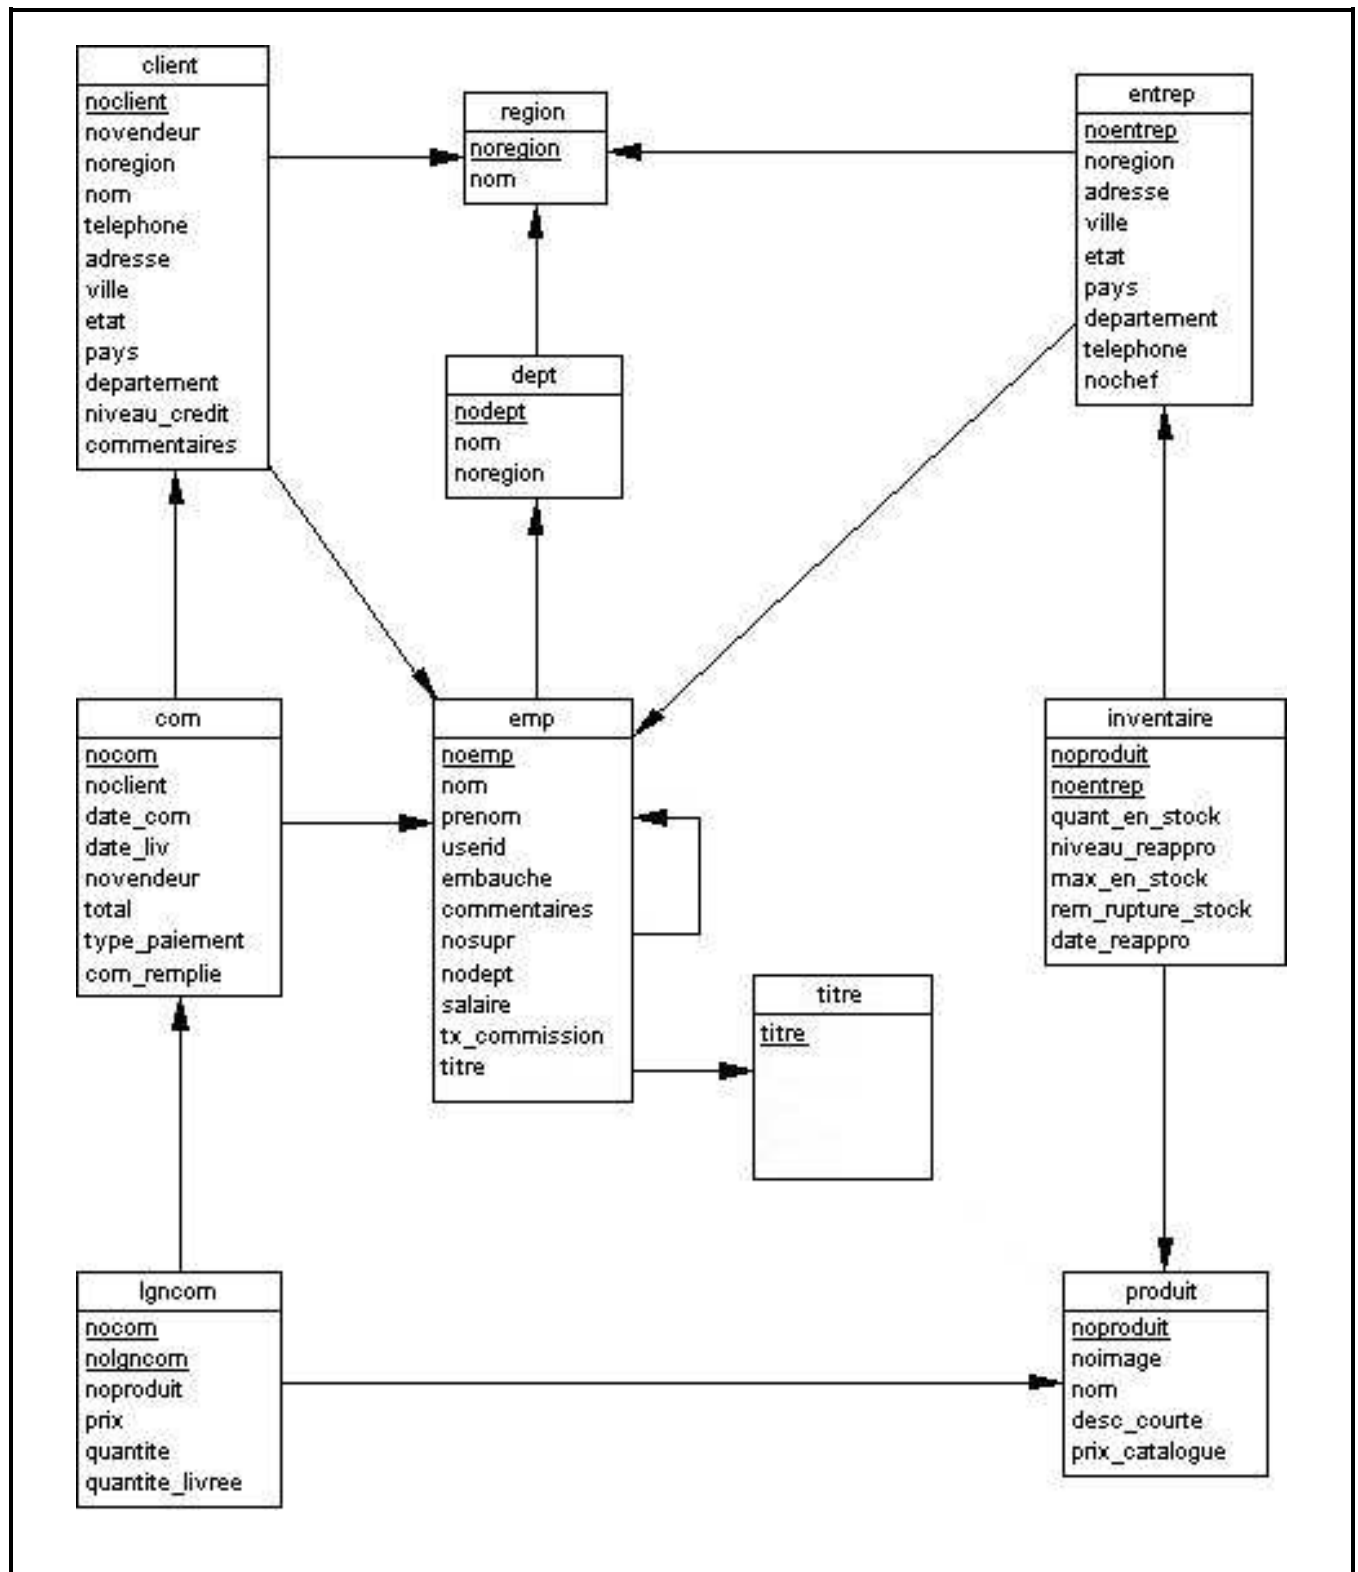 client
noclient
novendeur
noregion
nom
telephone
adresse
ville
etat
pays
departement
niveau_credit
commentaires
region
noregion
nom
entrep
noentrep
noregion
adresse
ville
etat
pays
departement
telephone
nochef
dept
nodept
nom
noregion
com
nocom
noclient
date_com
date_liv
novendeur
total
type_paiement
com_remplie
emp
noemp
nom
prenom
userid
embauche
commentaires
nosupr
nodept
salaire
tx_commission
titre
inventaire
noproduit
noentrep
quant_en_stock
niveau_reappro
max_en_stock
rem_rupture_stock
date_reappro
titre
titre
lgncom
nocom
nolgncom
noproduit
prix
quantite
quantite_livree
produit
noproduit
noimage
nom
desc_courte
prix_catalogue